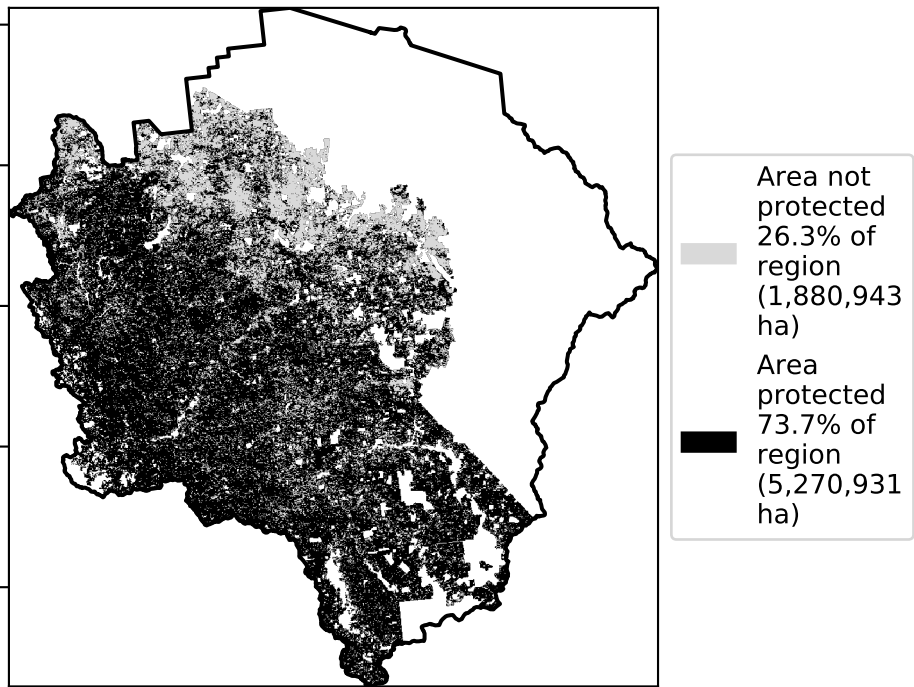 Area not
protected
26.3% of
region
(1,880,943
ha)
Area
protected
73.7% of
region
(5,270,931
ha)